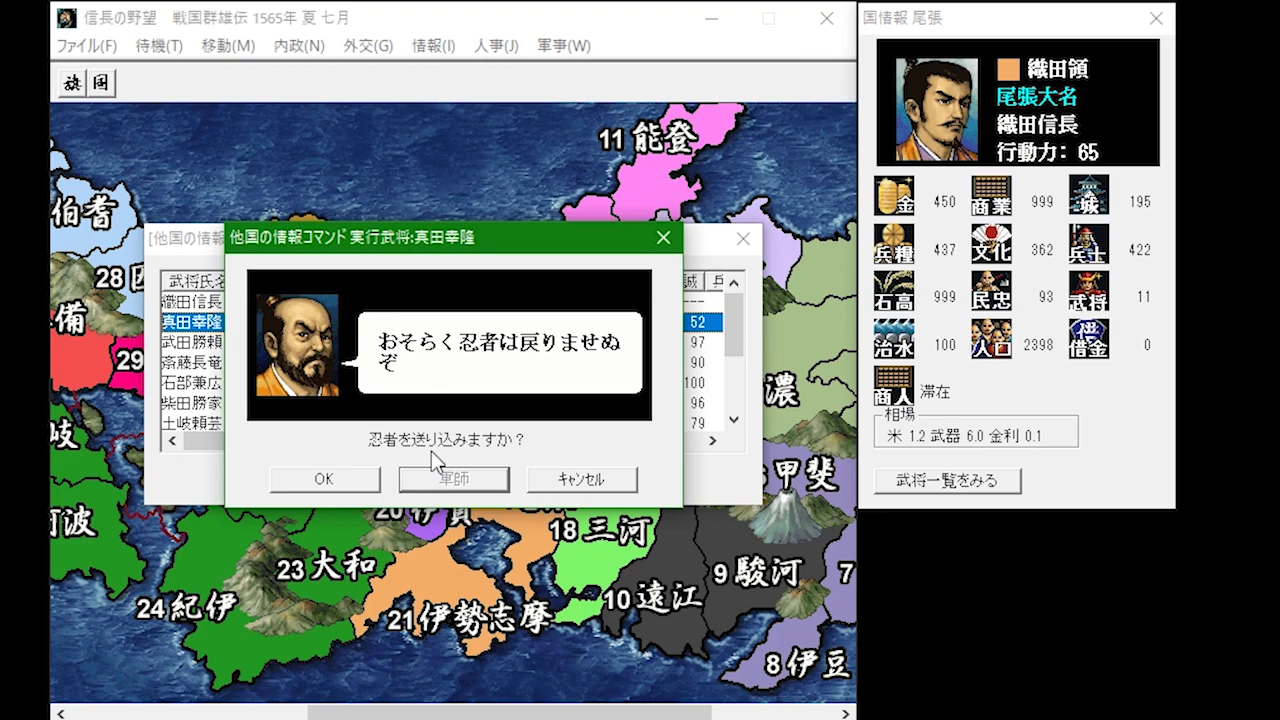 信長の野望　戦国群雄伝 1565年 夏 七月
ファイル(F) 待機(T) 移動(M) 内政(N) 外交(G) 情報(I) 人事(J) 軍事(W)
旗 国
11 能登
伯耆
28
備
29
岐
阿波
濃
甲斐
18 三河
23 大和
24 紀伊
21 伊勢志摩
10 遠江
9 駿河
7
8 伊豆
[他国の情報
武将氏名
誠 兵
織田信長 ---
真田幸隆 52
武田勝頼 97
斎藤長竜 90
石部兼広 100
柴田勝家 96
土岐頼芸 79
他国の情報コマンド 実行武将:真田幸隆
おそらく忍者は戻りませぬ
ぞ
忍者を送り込みますか？
OK 軍師 キャンセル
国情報 尾張
織田領
尾張大名
織田信長
行動力: 65
金 450 商業 999 城 195
兵糧 437 文化 362 兵士 422
石高 999 民忠 93 武将 11
治水 100 人口 2398 借金 0
商人 滞在
相場
米 1.2 武器 6.0 金利 0.1
武将一覧をみる